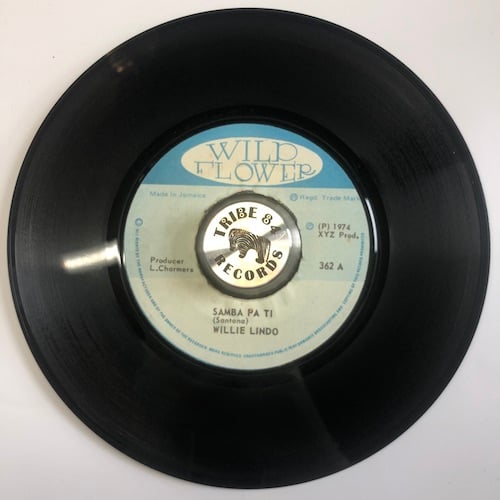 WILD
FLOWER
Made In Jamaica
Regd. Trade Mark
TRIBE 84
RECORDS
(P) 1974
XYZ Prod.
Producer
L.Charmers
362 A
SAMBA PA TI
(Santana)
WILLIE LINDO